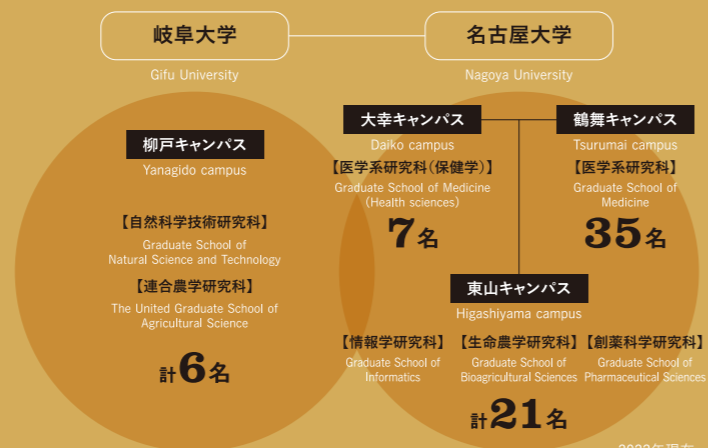 岐阜大学
Gifu University
名古屋大学
Nagoya University
柳戸キャンパス
Yanagido campus
【自然科学技術研究科】
Graduate School of
Natural Science and Technology
【連合農学研究科】
The United Graduate School of
Agricultural Science
計6名
大幸キャンパス
Daiko campus
【医学系研究科(保健学)】
Graduate School of Medicine
(Health sciences)
7名
鶴舞キャンパス
Tsurumai campus
【医学系研究科】
Graduate School of
Medicine
35名
東山キャンパス
Higashiyama campus
【情報学研究科】
Graduate School of
Informatics
【生命農学研究科】
Graduate School of
Bioagricultural Sciences
【創薬科学研究科】
Graduate School of
Pharmaceutical Sciences
計21名